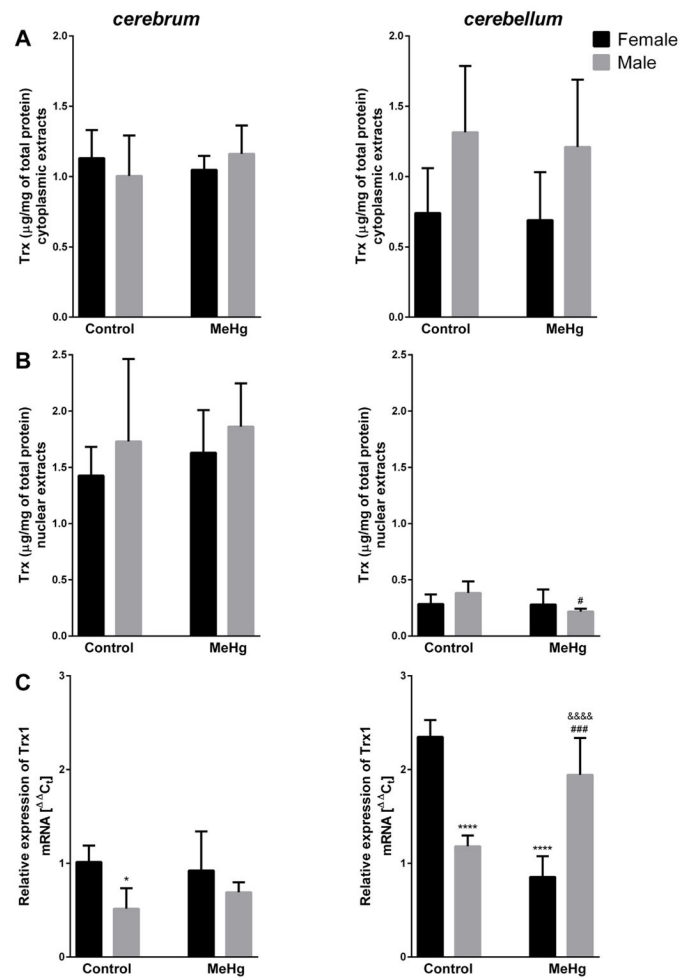 cerebrum
cerebellum
Female
Male
A
Trx (μg/mg of total protein)
cytoplasmic extracts
2.0
1.5
1.0
0.5
0.0
Control
MeHg
Trx (μg/mg of total protein)
cytoplasmic extracts
2.0
1.5
1.0
0.5
0.0
Control
MeHg
B
Trx (μg/mg of total protein)
nuclear extracts
2.5
2.0
1.5
1.0
0.5
0.0
Control
MeHg
Trx (μg/mg of total protein)
nuclear extracts
2.5
2.0
1.5
1.0
0.5
0.0
#
Control
MeHg
C
Relative expression of Trx1
mRNA [ΔΔCt]
3
2
1
0
*
Control
MeHg
Relative expression of Trx1
mRNA [ΔΔCt]
3
2
1
0
****
****
&&&&
###
Control
MeHg